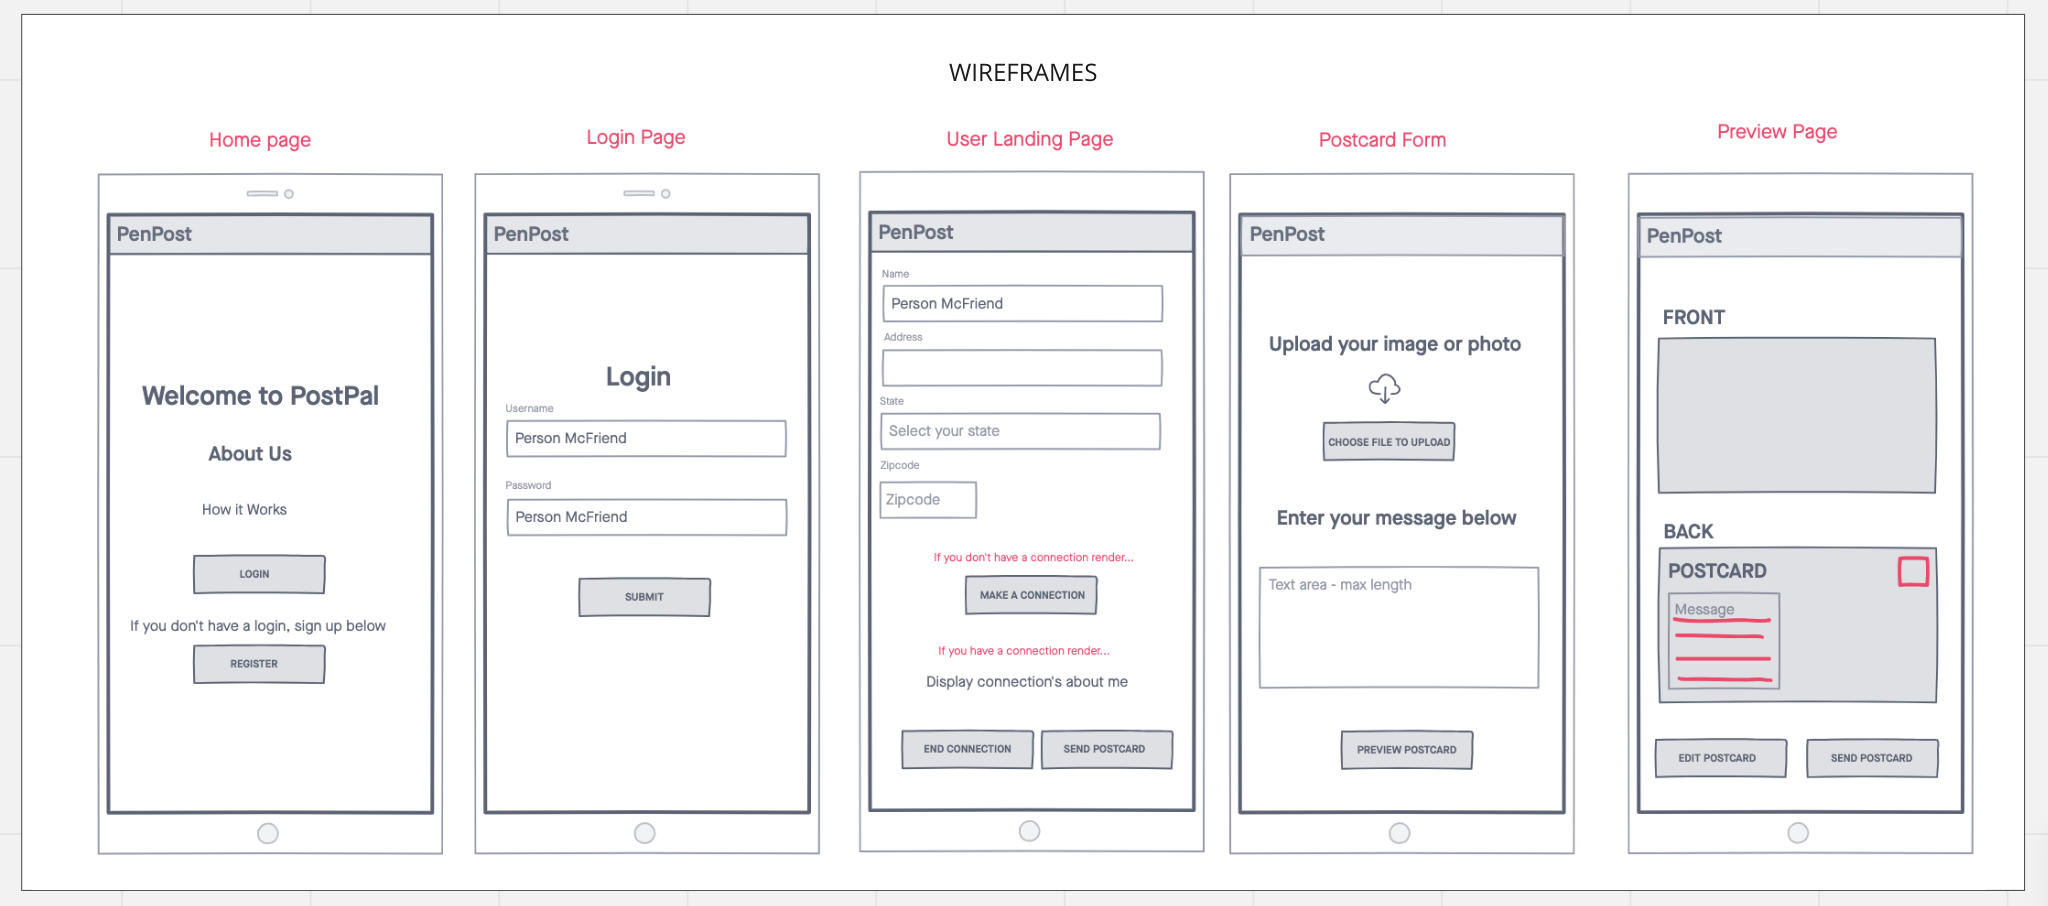 WIREFRAMES
Home page
PenPost
Welcome to PostPal
About Us
How it Works
LOGIN
If you don't have a login, sign up below
REGISTER
Login Page
PenPost
Login
Username
Person McFriend
Password
Person McFriend
SUBMIT
User Landing Page
PenPost
Name
Person McFriend
Address
State
Select your state
Zipcode
Zipcode
If you don't have a connection render...
MAKE A CONNECTION
If you have a connection render...
Display connection's about me
END CONNECTION
SEND POSTCARD
Postcard Form
PenPost
Upload your image or photo
CHOOSE FILE TO UPLOAD
Enter your message below
Text area - max length
PREVIEW POSTCARD
Preview Page
PenPost
FRONT
BACK
POSTCARD
Message
EDIT POSTCARD
SEND POSTCARD